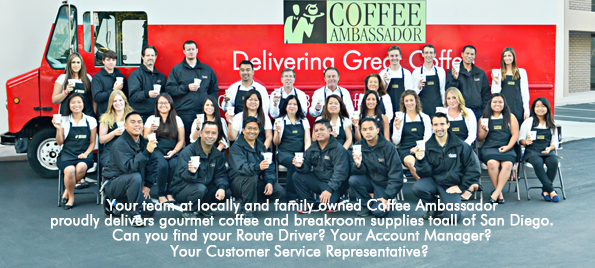 COFFEE
AMBASSADOR
Delivering Great Coffee
Your team at locally and family owned Coffee Ambassador
proudly delivers gourmet coffee and breakroom supplies toall of San Diego.
Can you find your Route Driver? Your Account Manager?
Your Customer Service Representative?